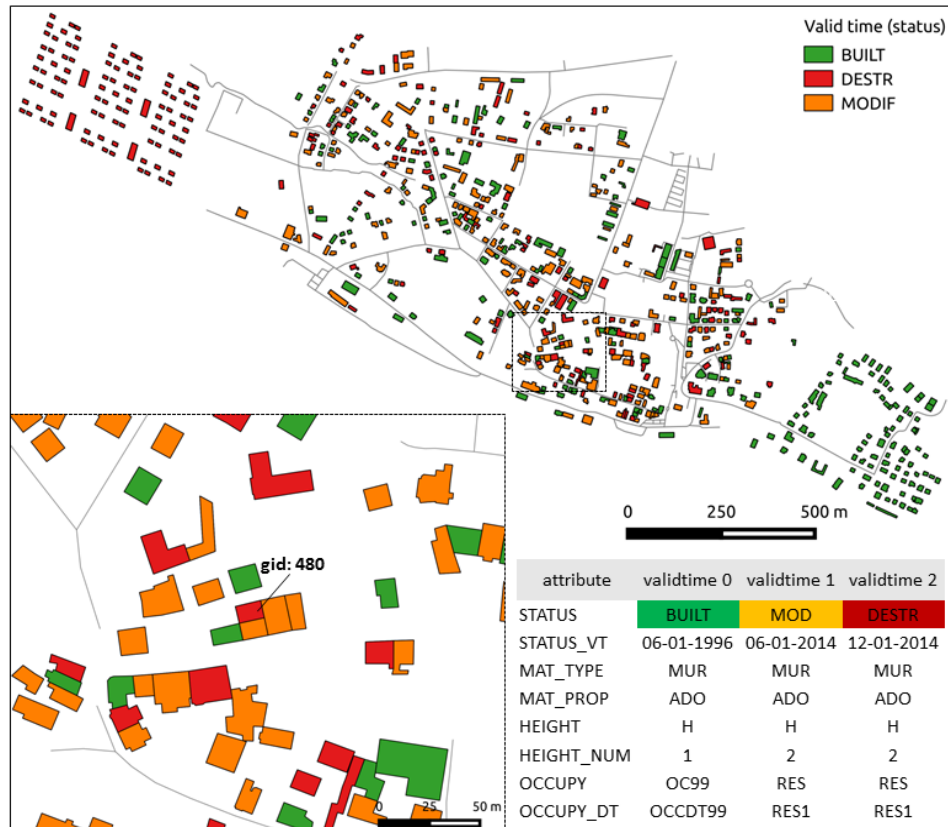 Valid time (status)
BUILT
DESTR
MODIF
0 250 500 m
gid: 480
0 25 50 m
attribute validtime 0 validtime 1 validtime 2
STATUS BUILT MOD DESTR
STATUS_VT 06-01-1996 06-01-2014 12-01-2014
MAT_TYPE MUR MUR MUR
MAT_PROP ADO ADO ADO
HEIGHT H H H
HEIGHT_NUM 1 2 2
OCCUPY OC99 RES RES
OCCUPY_DT OCCDT99 RES1 RES1